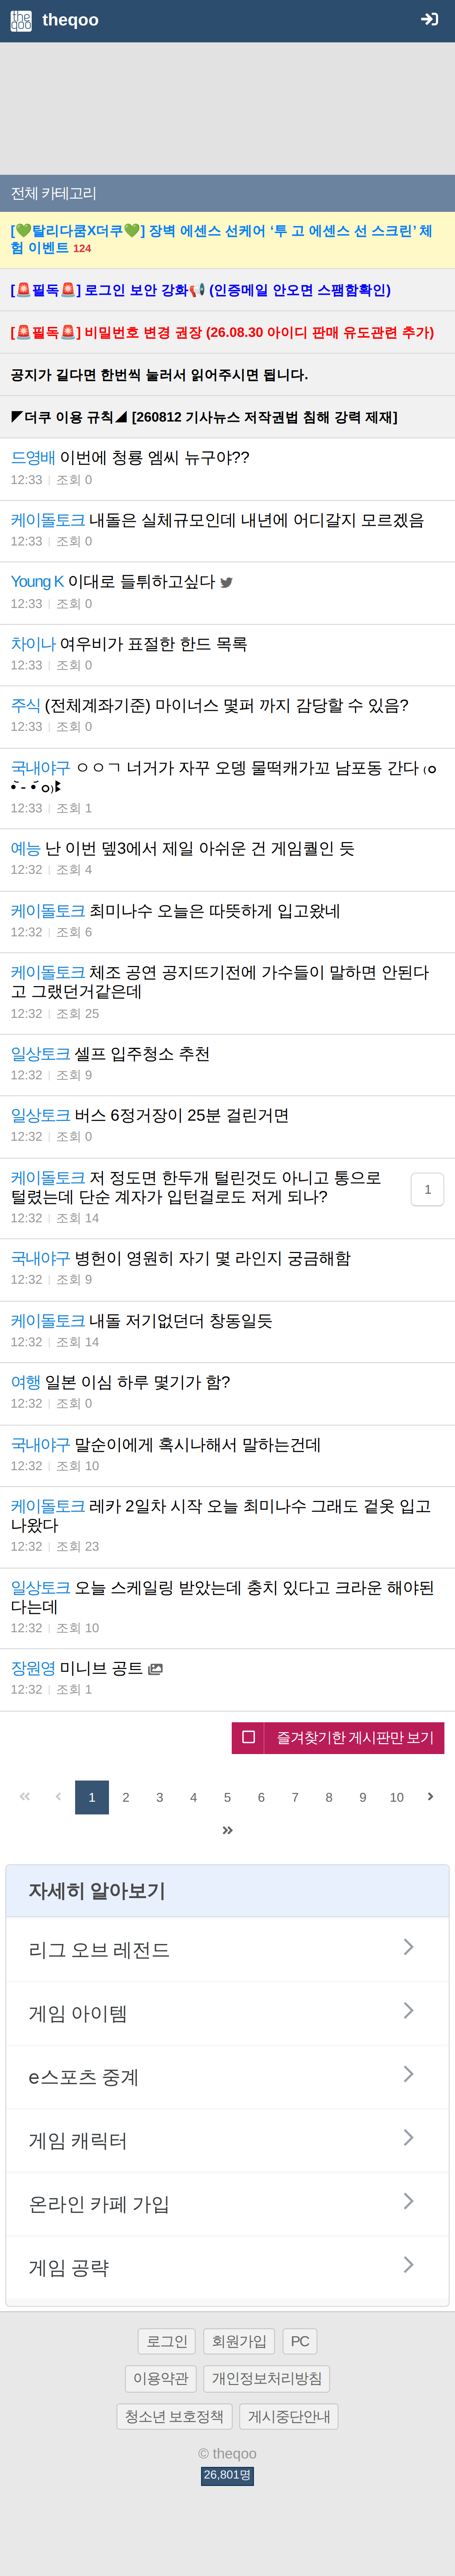 theqoo
전체 카테고리
[💚탈리다쿰X더쿠💚] 장벽 에센스 선케어 ‘투 고 에센스 선 스크린’ 체
험 이벤트 124
[🚨필독🚨] 로그인 보안 강화📢 (인증메일 안오면 스팸함확인)
[🚨필독🚨] 비밀번호 변경 권장 (26.08.30 아이디 판매 유도관련 추가)
공지가 길다면 한번씩 눌러서 읽어주시면 됩니다.
◤더쿠 이용 규칙◢ [260812 기사뉴스 저작권법 침해 강력 제재]
드영배 이번에 청룡 엠씨 뉴구야??
12:33 | 조회 0
케이돌토크 내돌은 실체규모인데 내년에 어디갈지 모르겠음
12:33 | 조회 0
Young K 이대로 들튀하고싶다
12:33 | 조회 0
차이나 여우비가 표절한 한드 목록
12:33 | 조회 0
주식 (전체계좌기준) 마이너스 몇퍼 까지 감당할 수 있음?
12:33 | 조회 0
국내야구 ㅇㅇㄱ 너거가 자꾸 오뎅 물떡캐가꼬 남포동 간다
12:33 | 조회 1
예능 난 이번 뎊3에서 제일 아쉬운 건 게임퀄인 듯
12:32 | 조회 4
케이돌토크 최미나수 오늘은 따뜻하게 입고왔네
12:32 | 조회 6
케이돌토크 체조 공연 공지뜨기전에 가수들이 말하면 안된다
고 그랬던거같은데
12:32 | 조회 25
일상토크 셀프 입주청소 추천
12:32 | 조회 9
일상토크 버스 6정거장이 25분 걸린거면
12:32 | 조회 0
케이돌토크 저 정도면 한두개 털린것도 아니고 통으로
털렸는데 단순 계자가 입턴걸로도 저게 되나?
1
12:32 | 조회 14
국내야구 병헌이 영원히 자기 몇 라인지 궁금해함
12:32 | 조회 9
케이돌토크 내돌 저기없던더 창동일듯
12:32 | 조회 14
여행 일본 이심 하루 몇기가 함?
12:32 | 조회 0
국내야구 말순이에게 혹시나해서 말하는건데
12:32 | 조회 10
케이돌토크 레카 2일차 시작 오늘 최미나수 그래도 겉옷 입고
나왔다
12:32 | 조회 23
일상토크 오늘 스케일링 받았는데 충치 있다고 크라운 해야된
다는데
12:32 | 조회 10
장원영 미니브 공트
12:32 | 조회 1
즐겨찾기한 게시판만 보기
1 2 3 4 5 6 7 8 9 10
자세히 알아보기
리그 오브 레전드
게임 아이템
e스포츠 중계
게임 캐릭터
온라인 카페 가입
게임 공략
로그인 회원가입 PC
이용약관 개인정보처리방침
청소년 보호정책 게시중단안내
© theqoo
26,801명